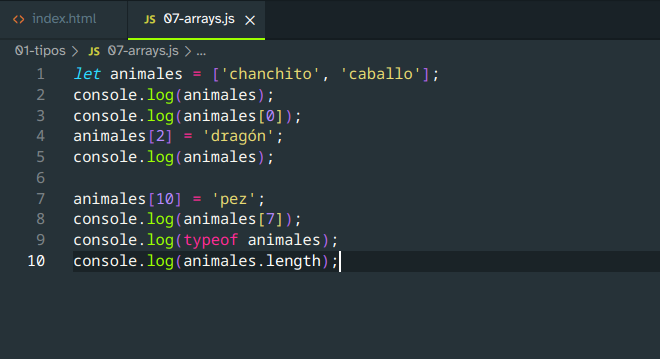 index.html JS 07-arrays.js ×
01-tipos > JS 07-arrays.js > ...
1 let animales = ['chanchito', 'caballo'];
2 console.log(animales);
3 console.log(animales[0]);
4 animales[2] = 'dragón';
5 console.log(animales);
6
7 animales[10] = 'pez';
8 console.log(animales[7]);
9 console.log(typeof animales);
10 console.log(animales.length);